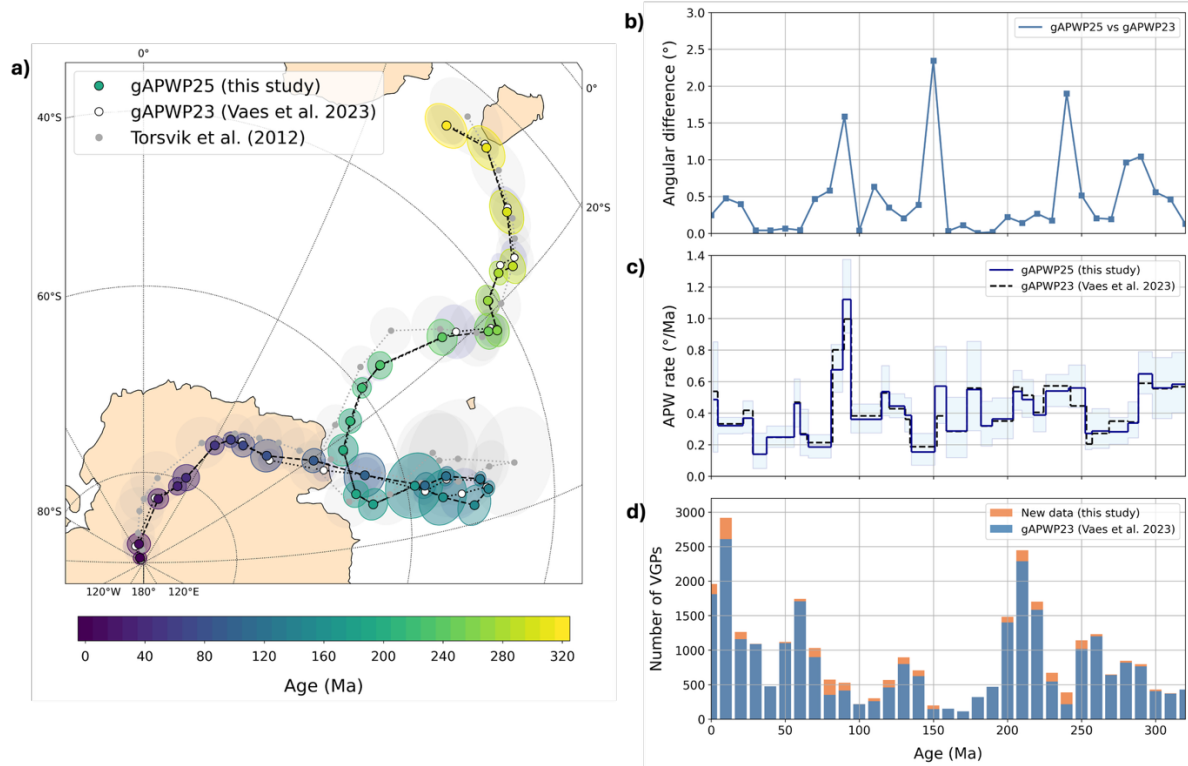 a)
0°
gAPWP25 (this study)
gAPWP23 (Vaes et al. 2023)
Torsvik et al. (2012)
40°S
0°
20°S
60°S
80°S
120°W 180° 120°E
0 40 80 120 160 200 240 280 320
Age (Ma)
b)
gAPWP25 vs gAPWP23
Angular difference (°)
3.0
2.5
2.0
1.5
1.0
0.5
0.0
c)
gAPWP25 (this study)
gAPWP23 (Vaes et al. 2023)
APW rate (°/Ma)
1.4
1.2
1.0
0.8
0.6
0.4
0.2
0.0
d)
New data (this study)
gAPWP23 (Vaes et al. 2023)
Number of VGPs
3000
2500
2000
1500
1000
500
0
0 50 100 150 200 250 300
Age (Ma)